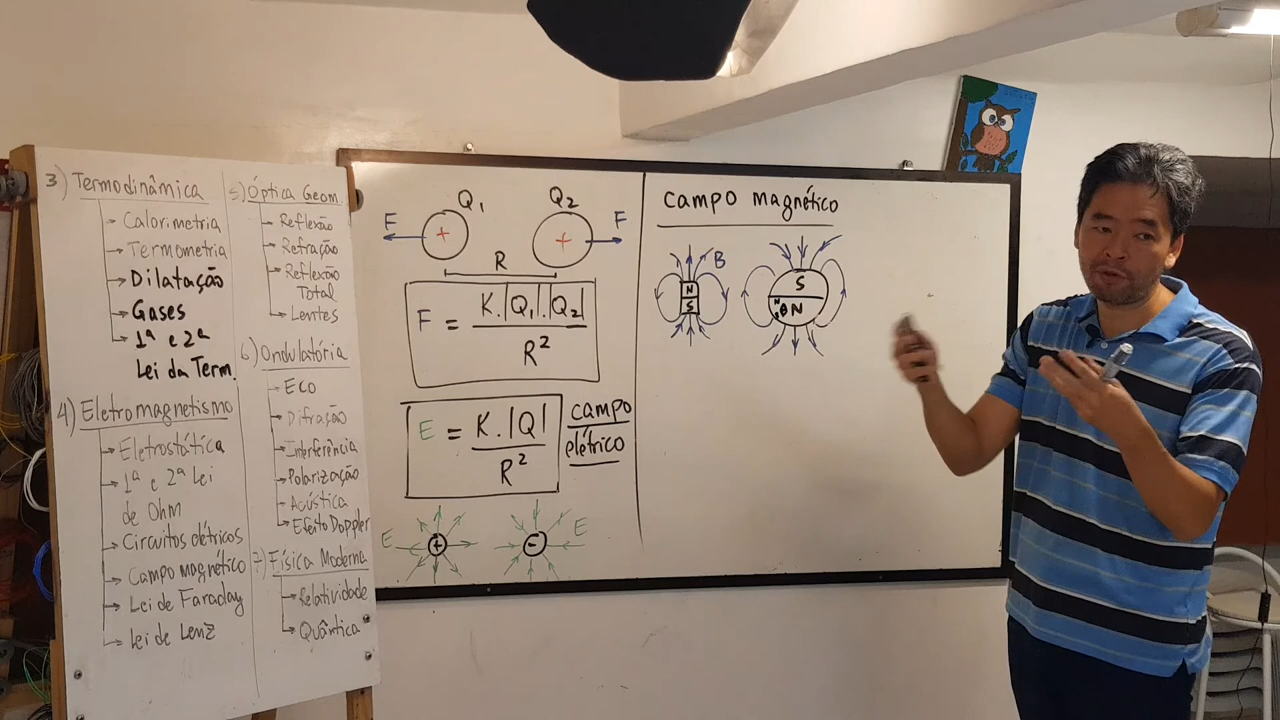 3) Termodinâmica
Calorimetria
Termometria
Dilatação
Gases
1ª e 2ª
Lei da Term.
4) Eletromagnetismo
Eletrostática
1ª e 2ª Lei
de Ohm
Circuitos elétricos
Campo magnético
Lei de Faraday
Lei de Lenz
5) Óptica Geom.
Reflexão
Refração
Reflexão
Total
Lentes
6) Ondulatória
Eco
Difração
Interferência
Polarização
Acústica
Efeito Doppler
7) Física Moderna
Relatividade
Quântica
Q₁ Q₂
F + + F
R
F = K.|Q₁|.|Q₂| / R²
E = K.|Q| / R²
campo
elétrico
E + - E
campo magnético
B
N
S
S
N N